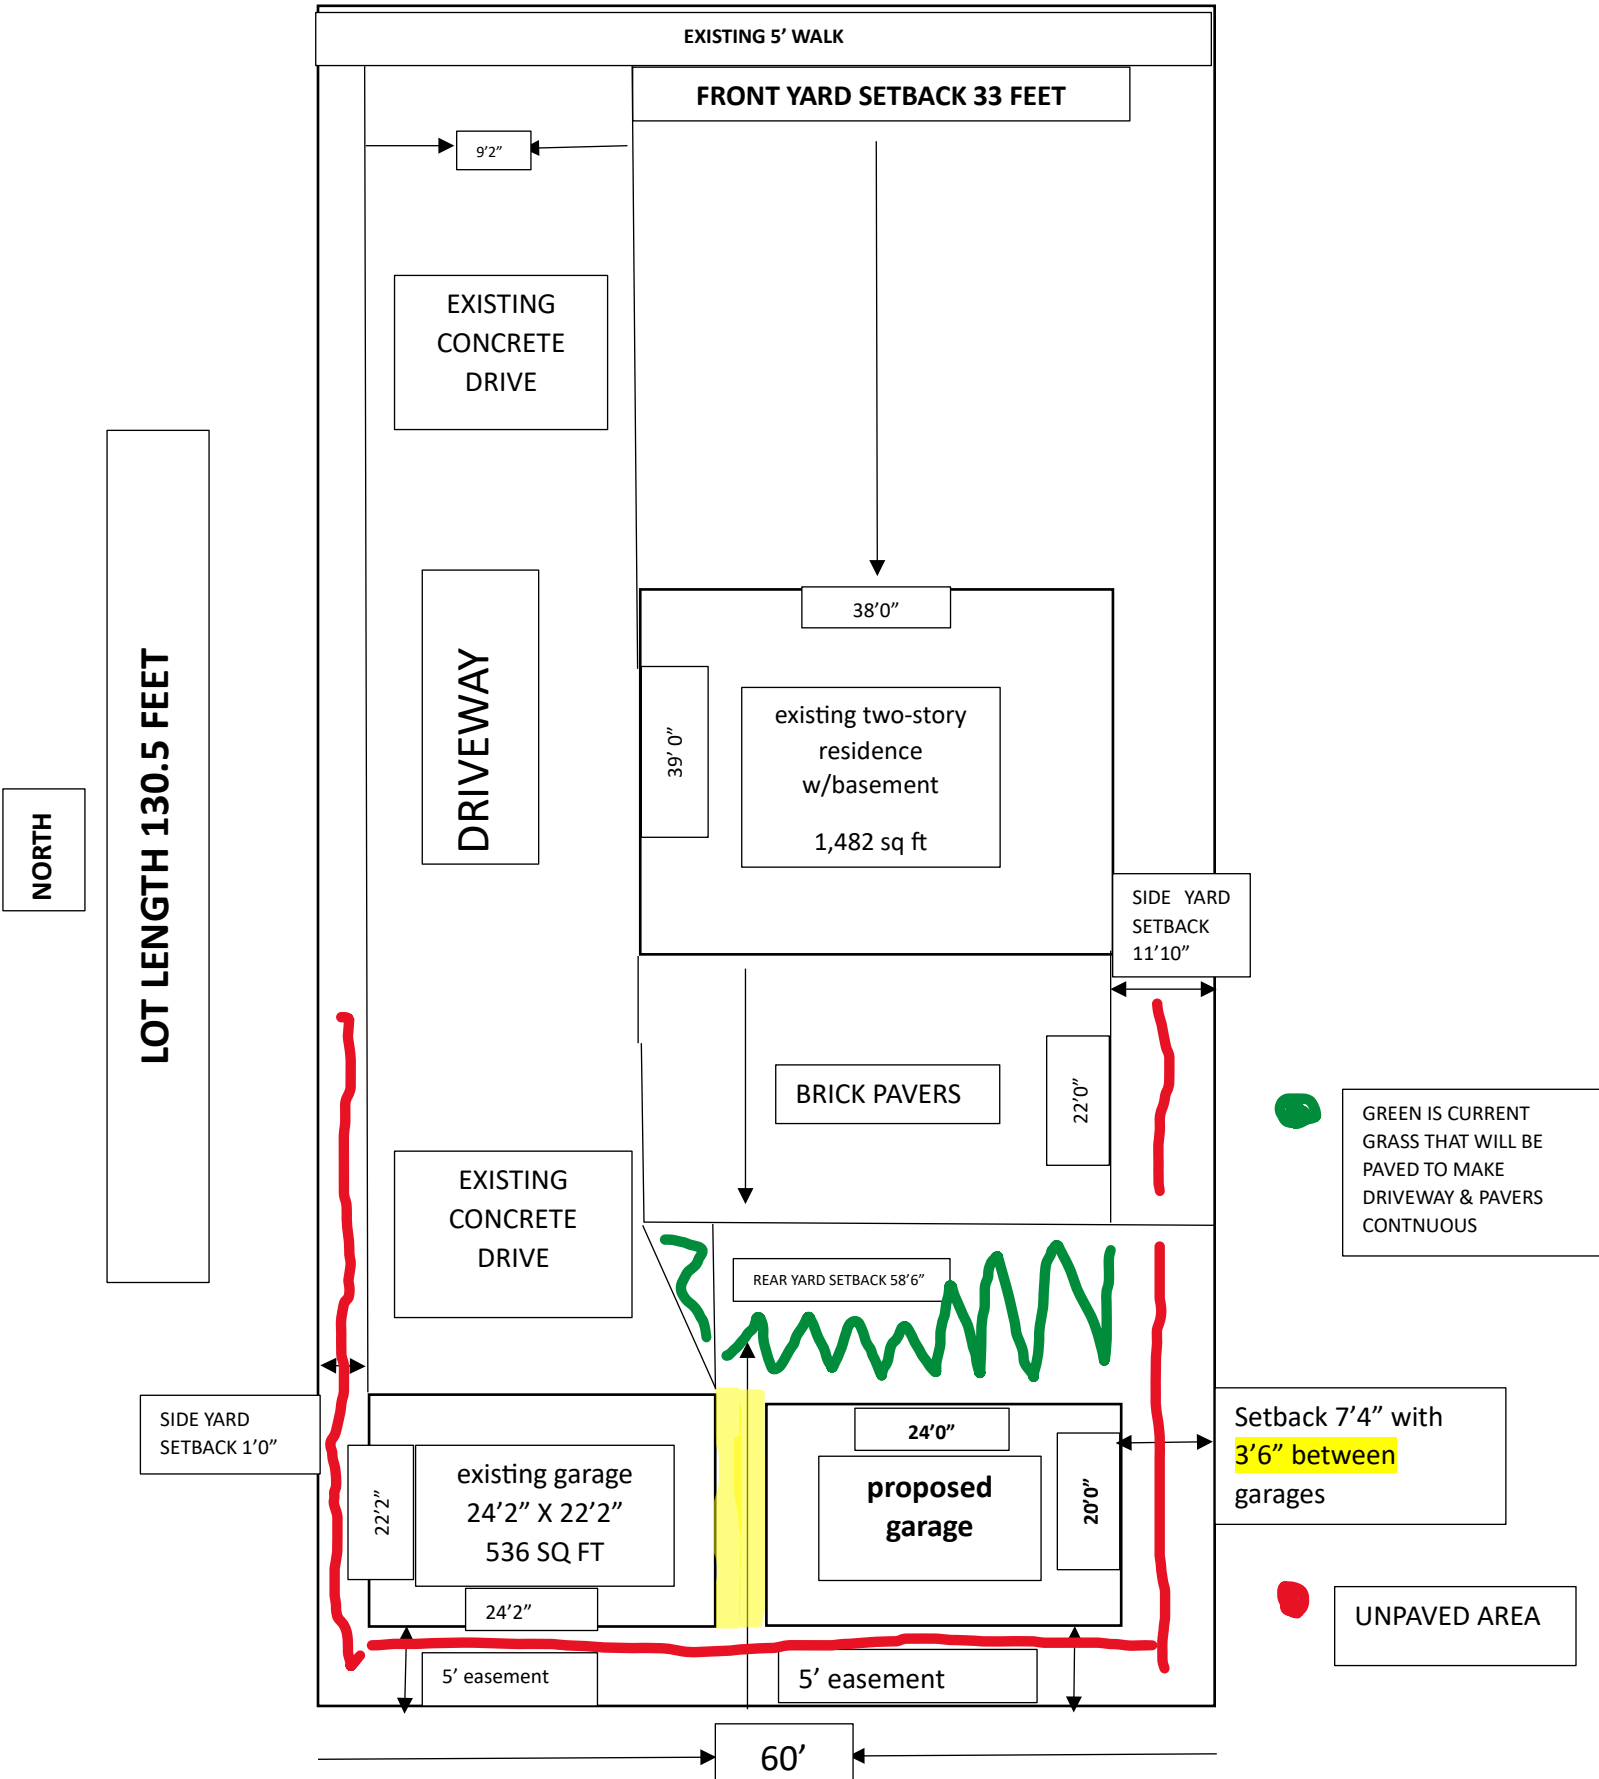 EXISTING 5’ WALK
FRONT YARD SETBACK 33 FEET
9’2”
EXISTING
CONCRETE
DRIVE
LOT LENGTH 130.5 FEET
NORTH
DRIVEWAY
38’0”
39’ 0”
existing two-story
residence
w/basement
1,482 sq ft
SIDE YARD
SETBACK
11’10”
BRICK PAVERS
22’0”
GREEN IS CURRENT
GRASS THAT WILL BE
PAVED TO MAKE
DRIVEWAY & PAVERS
CONTNUOUS
EXISTING
CONCRETE
DRIVE
REAR YARD SETBACK 58’6”
SIDE YARD
SETBACK 1’0”
22’2”
existing garage
24’2” X 22’2”
536 SQ FT
24’2”
24’0”
proposed
garage
20’0”
Setback 7’4” with
3’6” between
garages
UNPAVED AREA
5’ easement
5’ easement
60’